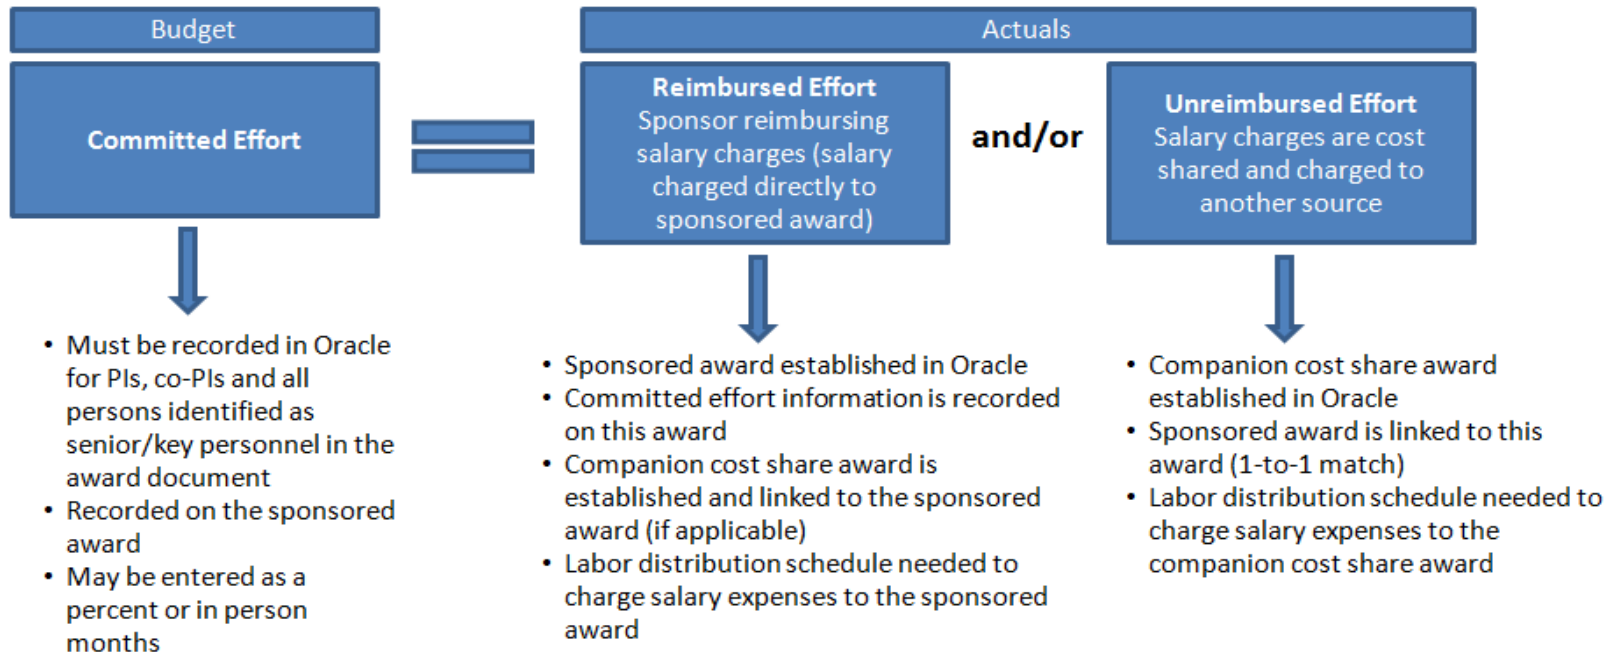 Budget
Actuals
Committed Effort
Reimbursed Effort
Sponsor reimbursing
salary charges (salary
charged directly to
sponsored award)
and/or
Unreimbursed Effort
Salary charges are cost
shared and charged to
another source
• Must be recorded in Oracle
for PIs, co-PIs and all
persons identified as
senior/key personnel in the
award document
• Recorded on the sponsored
award
• May be entered as a
percent or in person
months
• Sponsored award established in Oracle
• Committed effort information is recorded
on this award
• Companion cost share award is
established and linked to the sponsored
award (if applicable)
• Labor distribution schedule needed to
charge salary expenses to the sponsored
award
• Companion cost share award
established in Oracle
• Sponsored award is linked to this
award (1-to-1 match)
• Labor distribution schedule needed to
charge salary expenses to the
companion cost share award